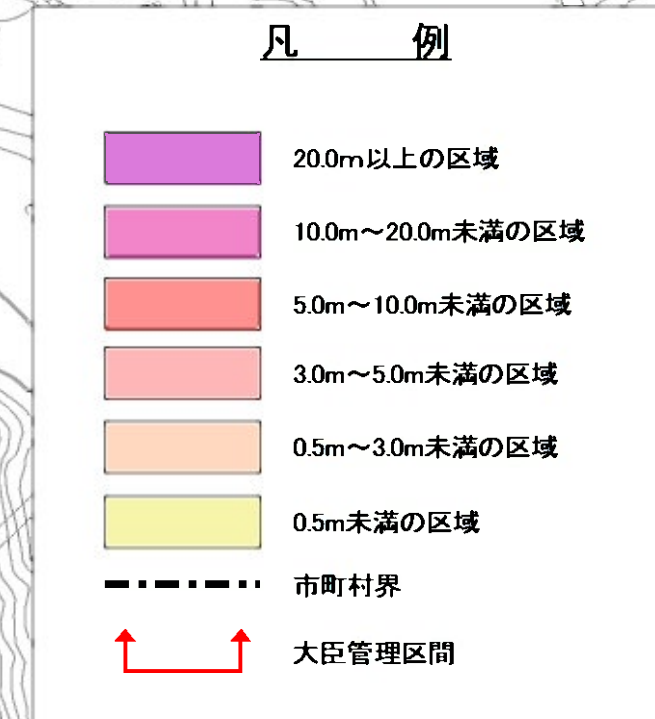 凡　例
20.0m以上の区域
10.0m～20.0m未満の区域
5.0m～10.0m未満の区域
3.0m～5.0m未満の区域
0.5m～3.0m未満の区域
0.5m未満の区域
市町村界
大臣管理区間